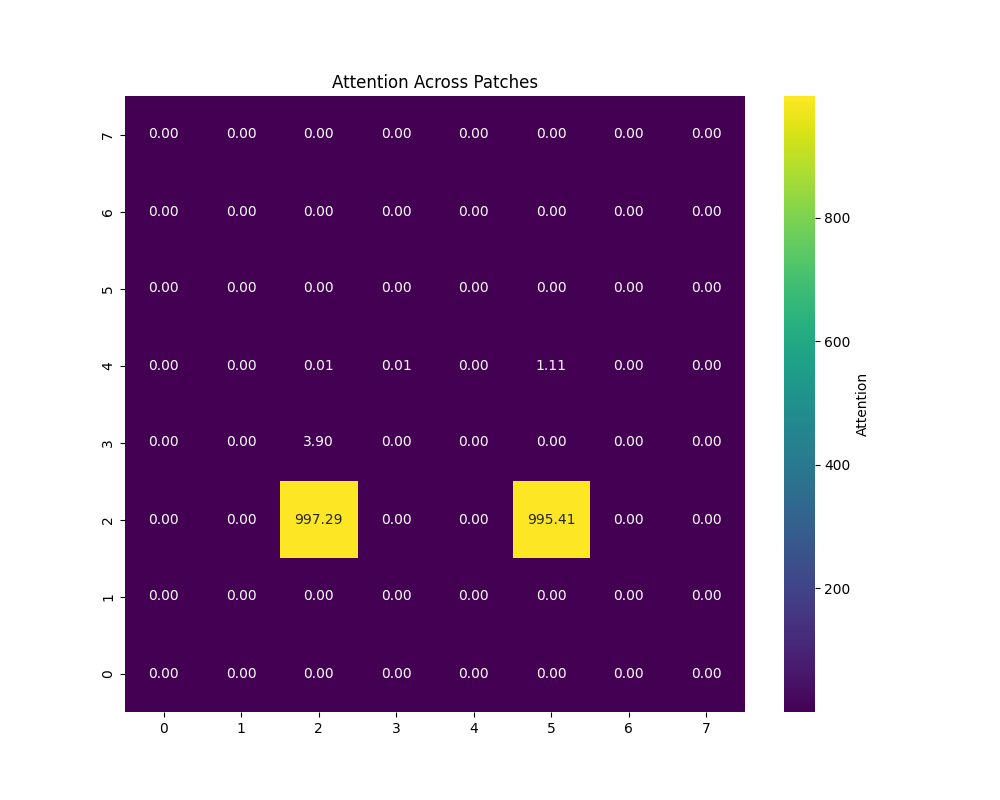 Attention Across Patches
7 0.00 0.00 0.00 0.00 0.00 0.00 0.00 0.00
6 0.00 0.00 0.00 0.00 0.00 0.00 0.00 0.00
5 0.00 0.00 0.00 0.00 0.00 0.00 0.00 0.00
4 0.00 0.00 0.01 0.01 0.00 1.11 0.00 0.00
3 0.00 0.00 3.90 0.00 0.00 0.00 0.00 0.00
2 0.00 0.00 997.29 0.00 0.00 995.41 0.00 0.00
1 0.00 0.00 0.00 0.00 0.00 0.00 0.00 0.00
0 0.00 0.00 0.00 0.00 0.00 0.00 0.00 0.00
0 1 2 3 4 5 6 7
800
600
400
200
Attention